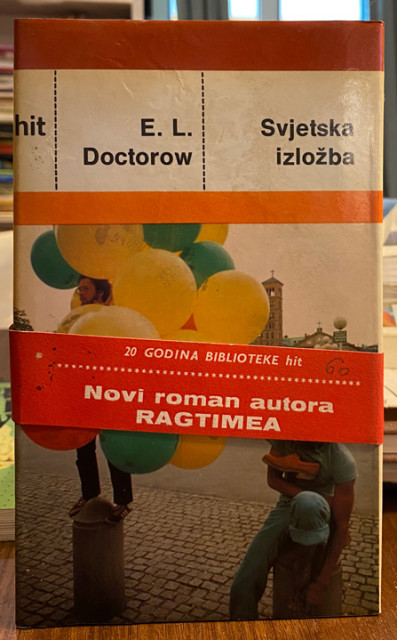 hit
E. L.
Doctorow
Svjetska
izložba
20 GODINA BIBLIOTEKE hit
60
Novi roman autora
RAGTIMEA